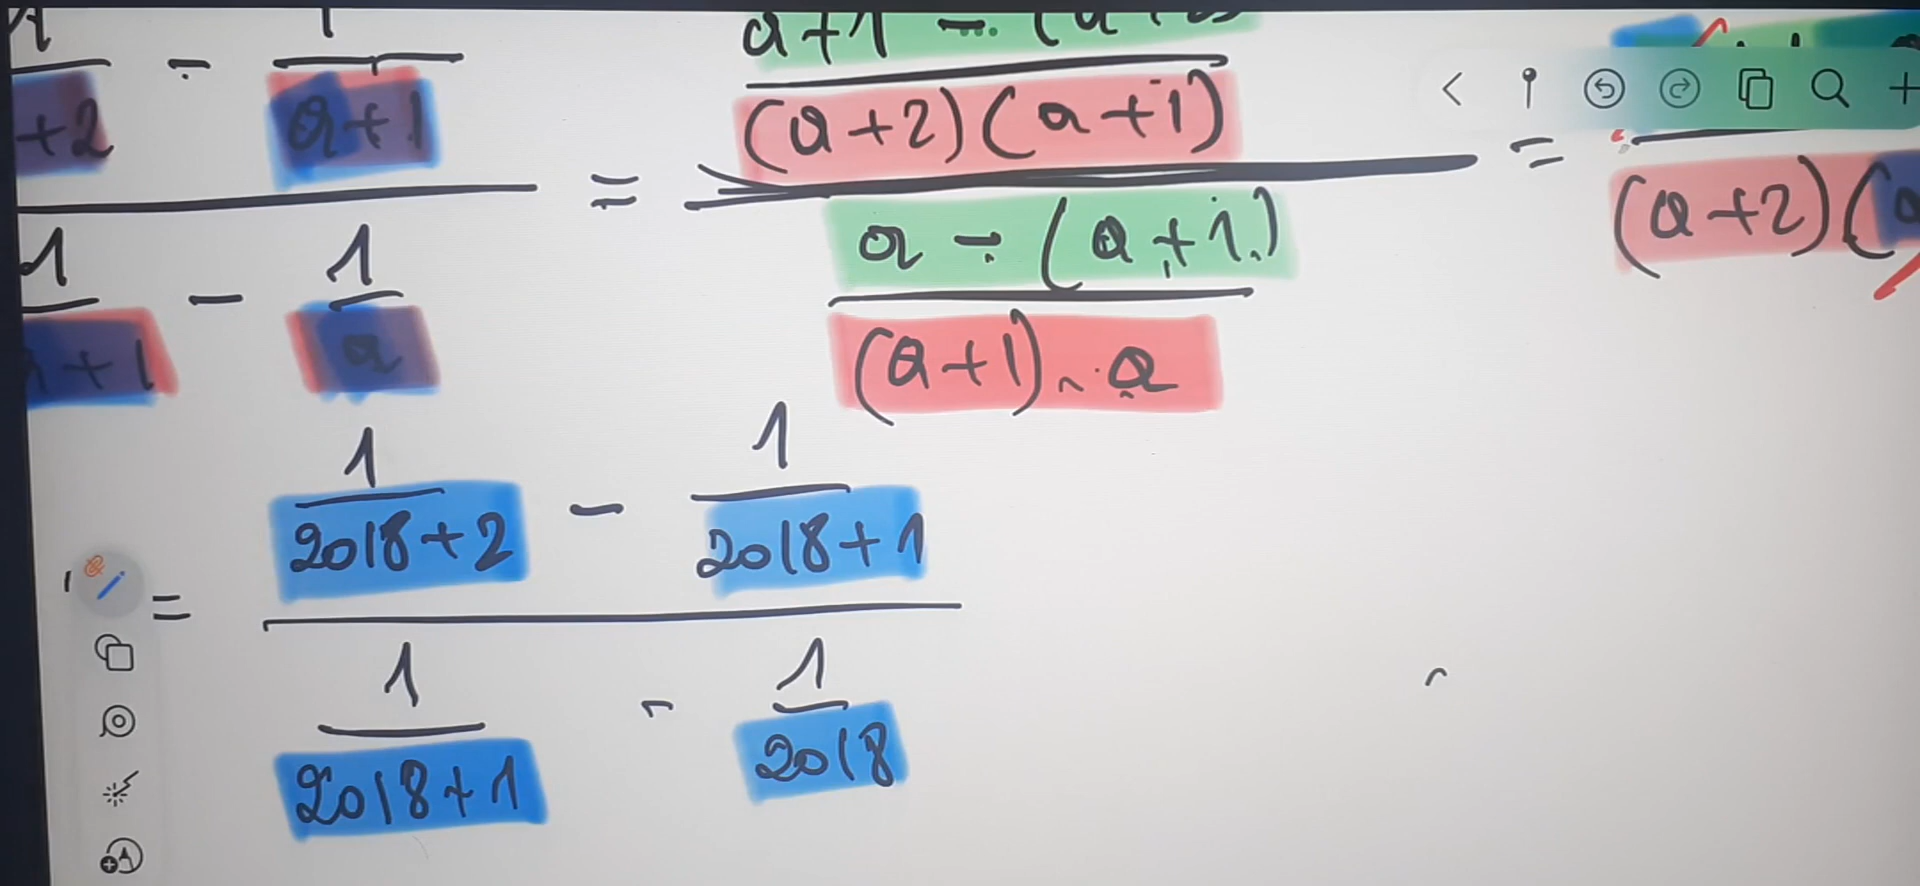 1/(+2) - 1/(a+1) = (a+1 - (a+2))/((a+2)(a+1)) = /((a+2)(a
+1 - 1/a
a - (a+1)
(a+1) · a
1/(2018+2) - 1/(2018+1)
=
1/(2018+1) - 1/2018